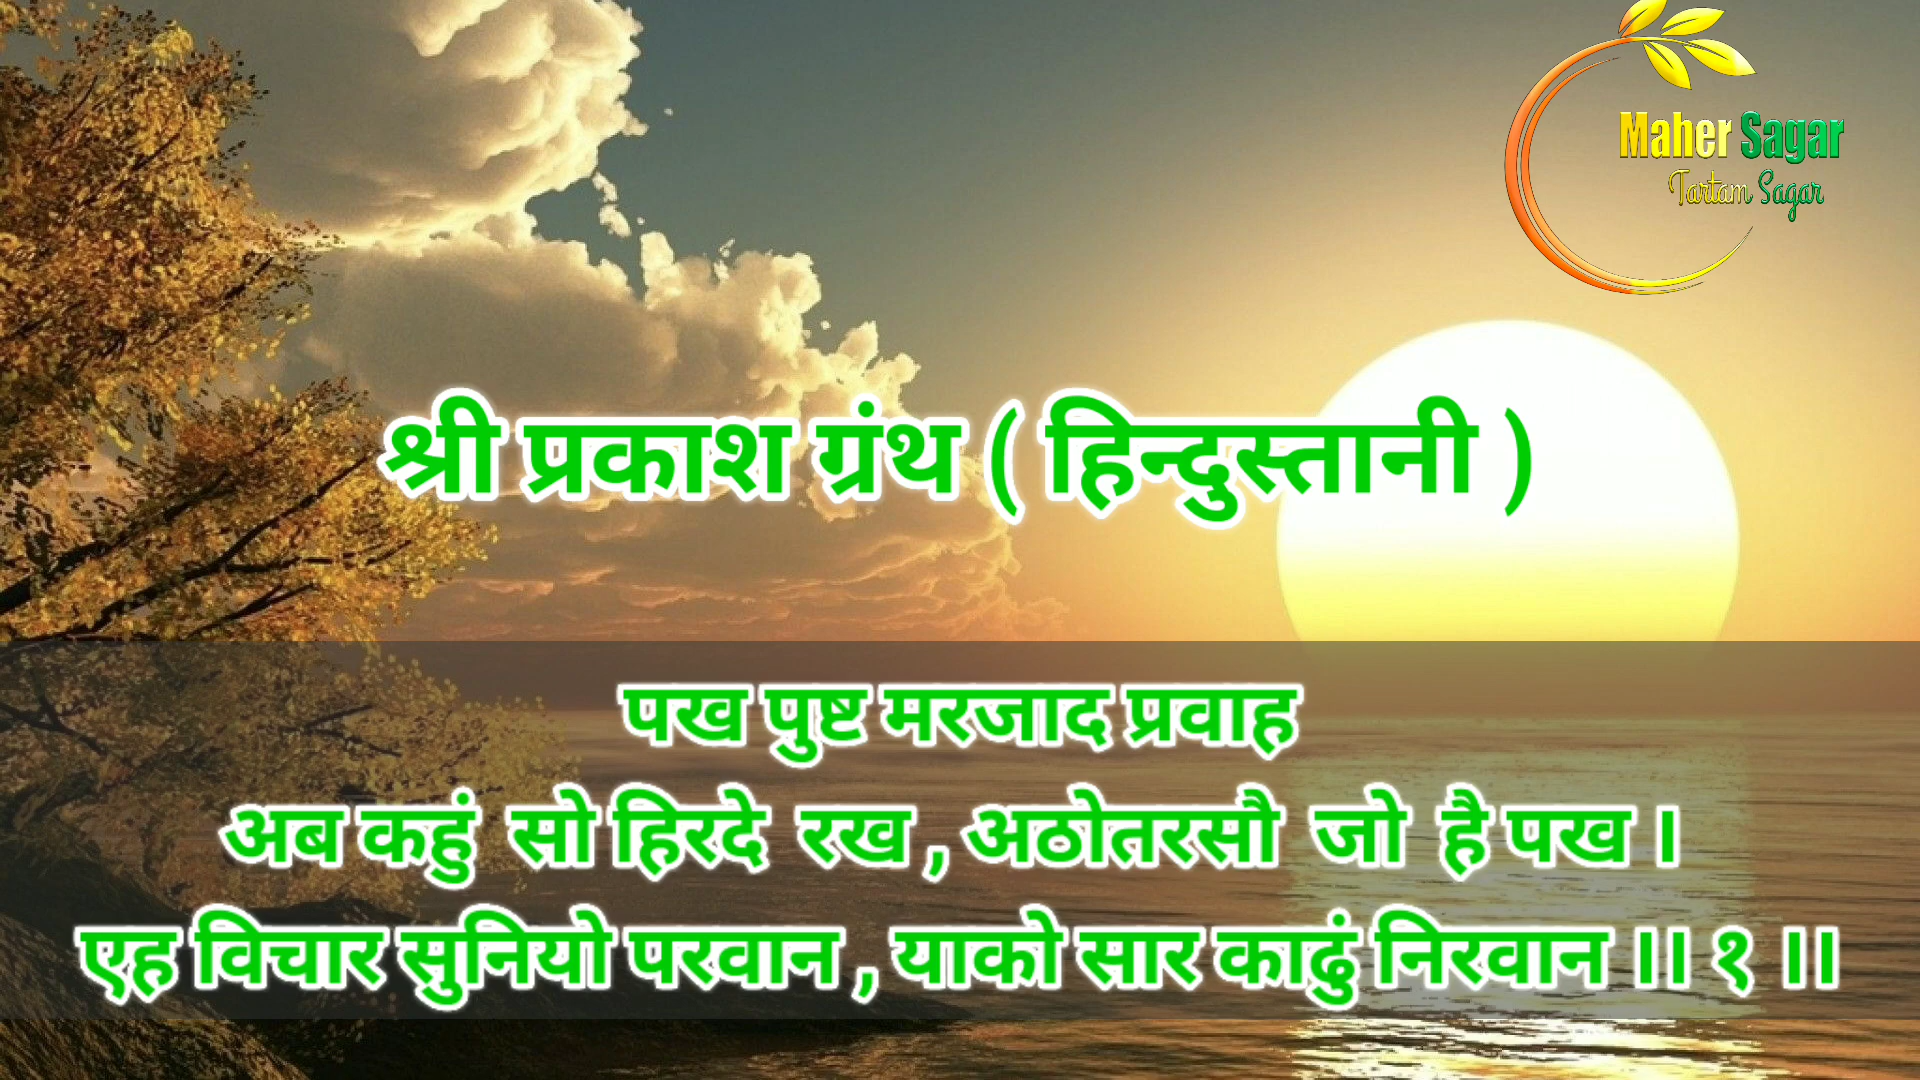 Maher Sagar
Tartam Sagar
श्री प्रकाश ग्रंथ ( हिन्दुस्तानी )
पख पुष्ट मरजाद प्रवाह
अब कहुं सो हिरदे रख , अठोतरसौ जो है पख ।
एह विचार सुनियो परवान , याको सार काढुं निरवान ।। १ ।।